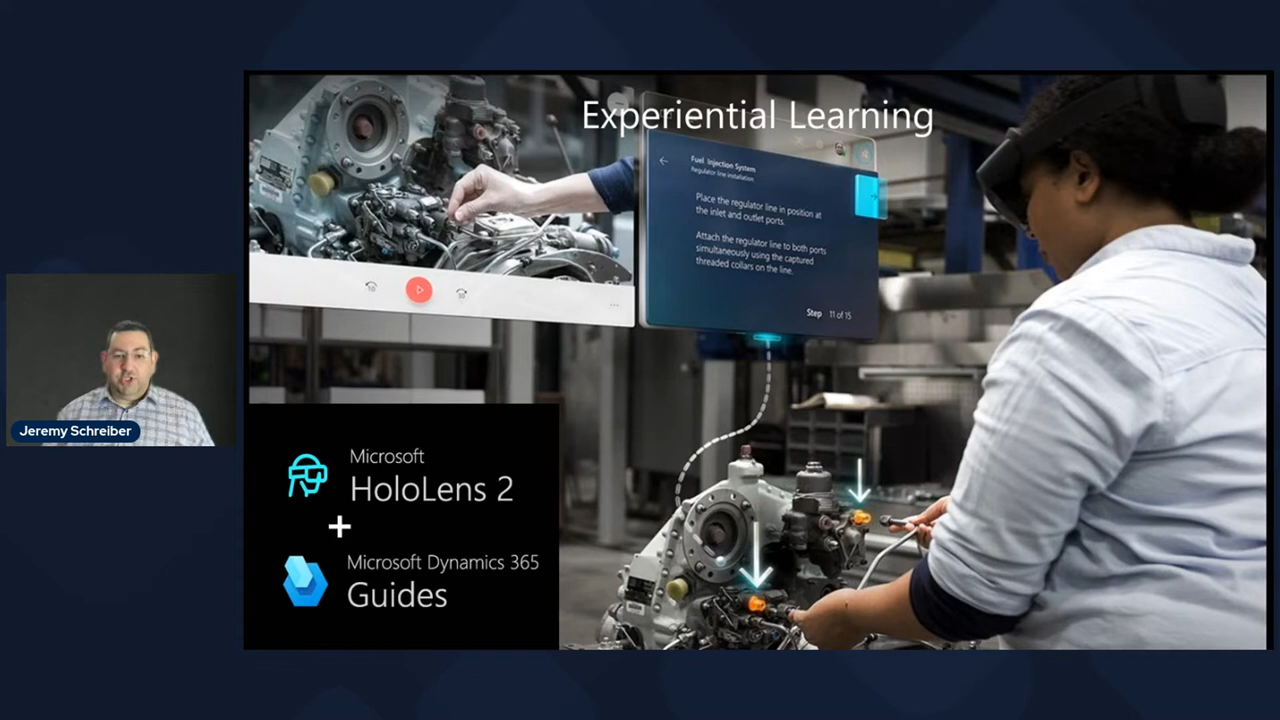 Experiential Learning
Fuel Injection System
Regulator line installation
Place the regulator line in position at
the inlet and outlet ports.
Attach the regulator line to both ports
simultaneously using the captured
threaded collars on the line.
Step 11 of 15
10
30
Jeremy Schreiber
Microsoft
HoloLens 2
+
Microsoft Dynamics 365
Guides